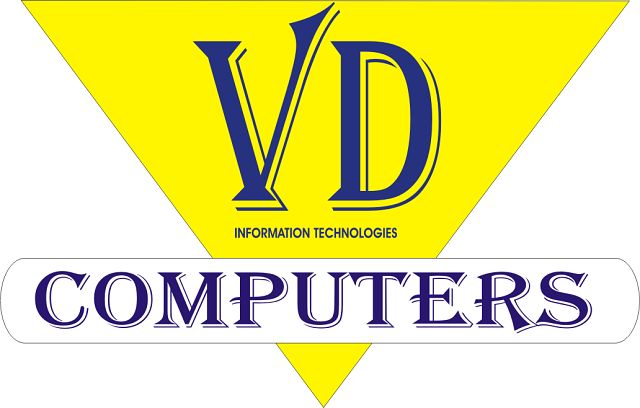 VD
INFORMATION TECHNOLOGIES
COMPUTERS